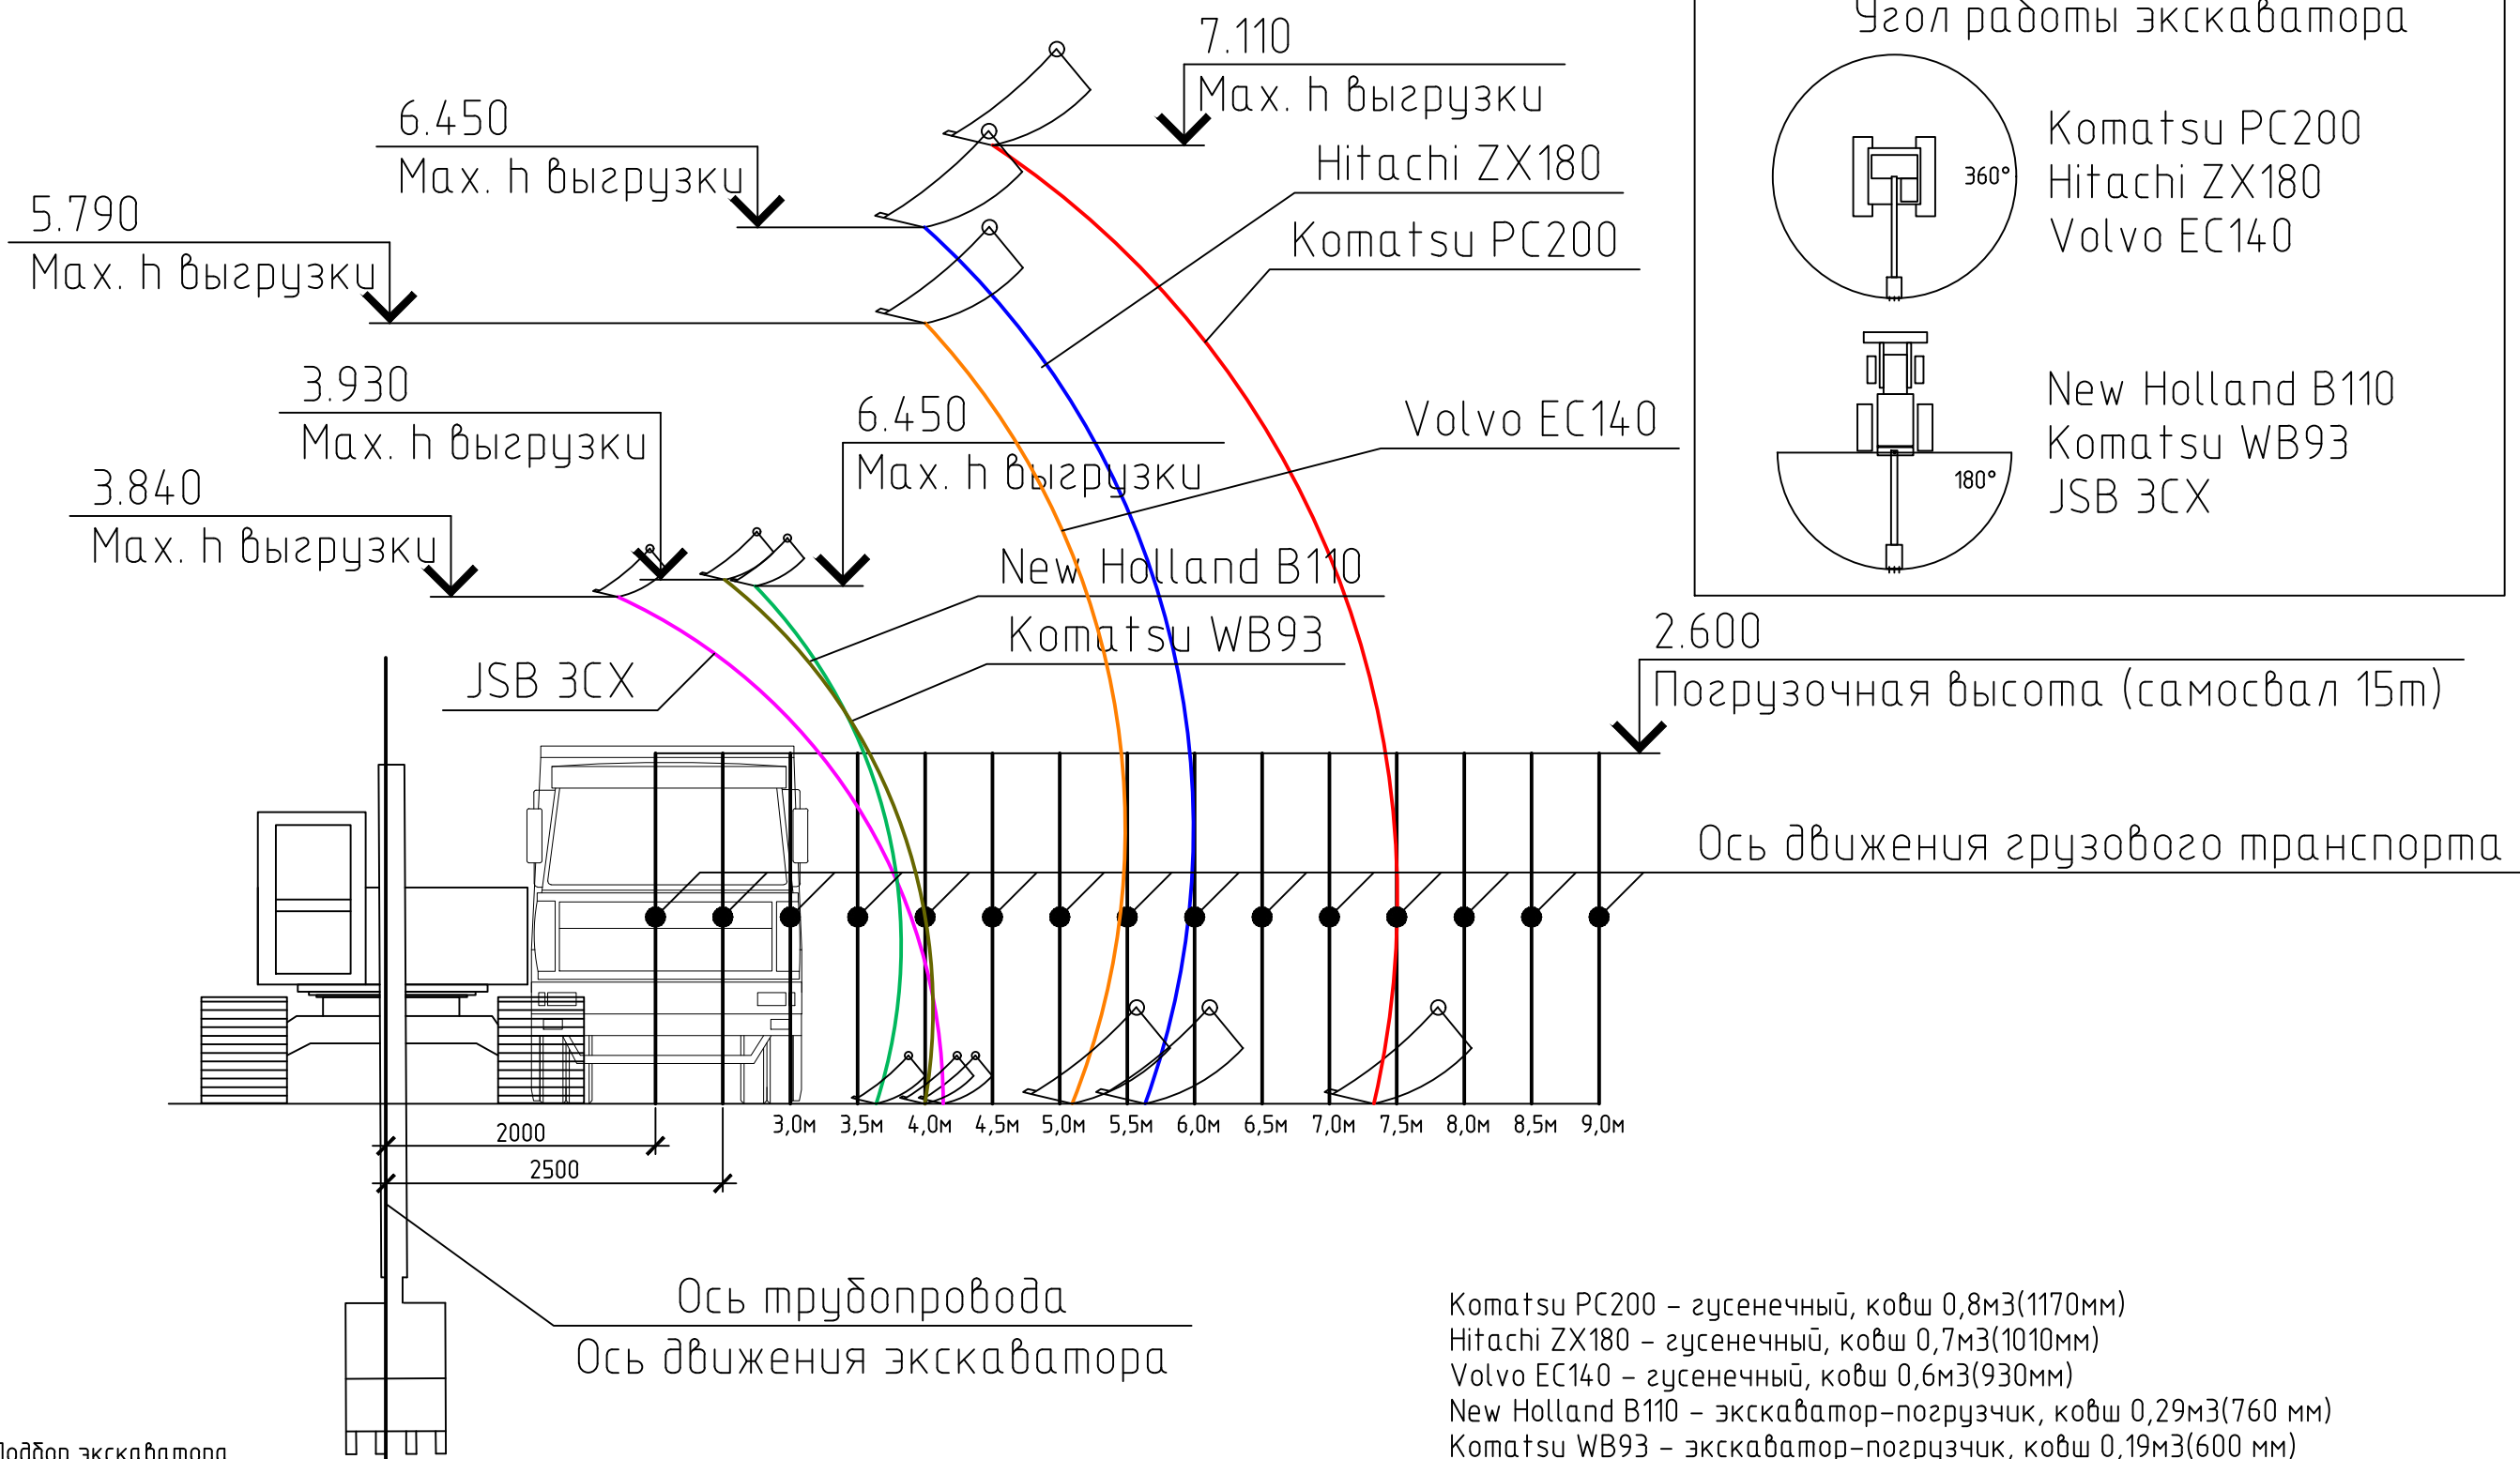 7.110
Max. h выгрузки
6.450
Max. h выгрузки
5.790
Max. h выгрузки
Hitachi ZX180
Komatsu PC200
3.930
Max. h выгрузки
6.450
Max. h выгрузки
Volvo EC140
3.840
Max. h выгрузки
New Holland B110
Komatsu WB93
JSB 3CX
Угол работы экскаватора
360°
Komatsu PC200
Hitachi ZX180
Volvo EC140
180°
New Holland B110
Komatsu WB93
JSB 3CX
2.600
Погрузочная высота (самосвал 15т)
Ось движения грузового транспорта
3,0м 3,5м 4,0м 4,5м 5,0м 5,5м 6,0м 6,5м 7,0м 7,5м 8,0м 8,5м 9,0м
2000
2500
Ось трубопровода
Ось движения экскаватора
Komatsu PC200 - гусенечный, ковш 0,8м3(1170мм)
Hitachi ZX180 - гусенечный, ковш 0,7м3(1010мм)
Volvo EC140 - гусенечный, ковш 0,6м3(930мм)
New Holland B110 - экскаватор-погрузчик, ковш 0,29м3(760 мм)
Komatsu WB93 - экскаватор-погрузчик, ковш 0,19м3(600 мм)
Подбор экскаватора